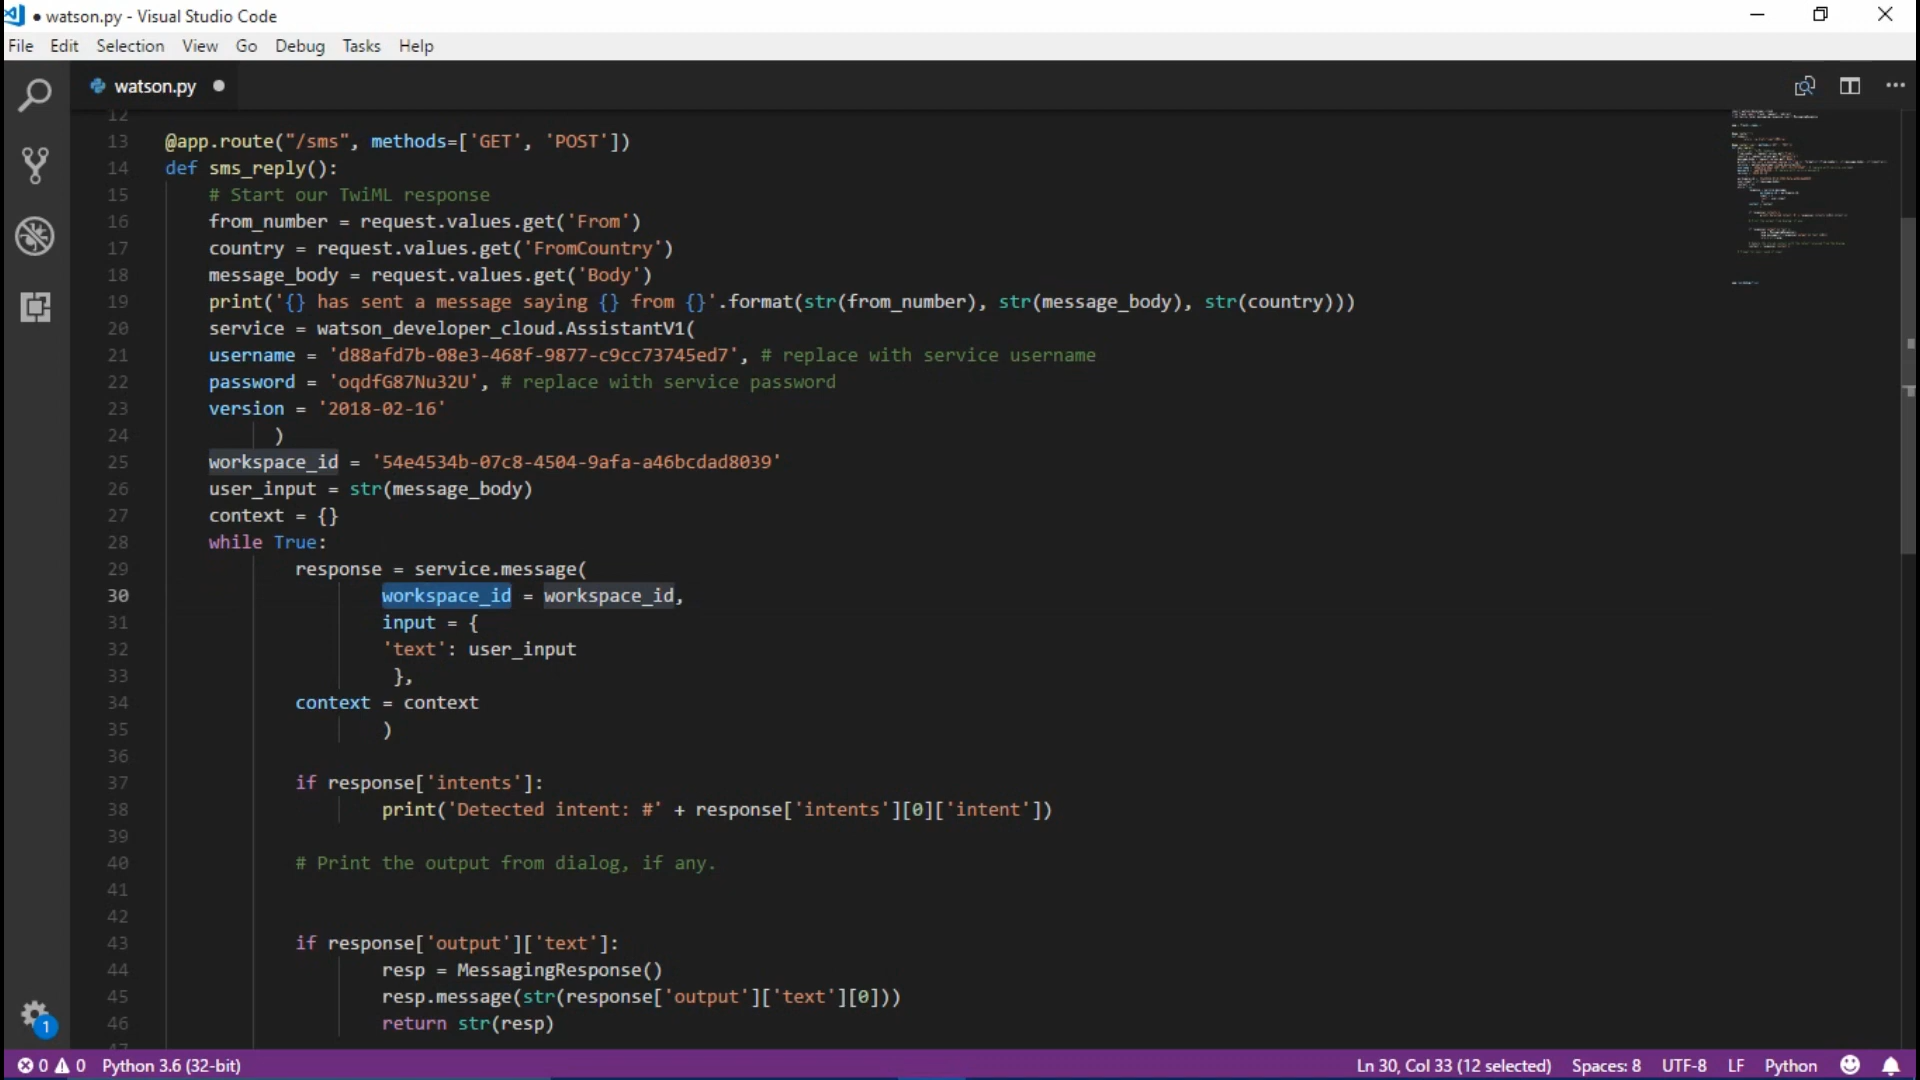 ● watson.py - Visual Studio Code
File Edit Selection View Go Debug Tasks Help
watson.py ●
12
13 @app.route("/sms", methods=['GET', 'POST'])
14 def sms_reply():
15 # Start our TwiML response
16 from_number = request.values.get('From')
17 country = request.values.get('FromCountry')
18 message_body = request.values.get('Body')
19 print('{} has sent a message saying {} from {}'.format(str(from_number), str(message_body), str(country)))
20 service = watson_developer_cloud.AssistantV1(
21 username = 'd88afd7b-08e3-468f-9877-c9cc73745ed7', # replace with service username
22 password = 'oqdfG87Nu32U', # replace with service password
23 version = '2018-02-16'
24 )
25 workspace_id = '54e4534b-07c8-4504-9afa-a46bcdad8039'
26 user_input = str(message_body)
27 context = {}
28 while True:
29 response = service.message(
30 workspace_id = workspace_id,
31 input = {
32 'text': user_input
33 },
34 context = context
35 )
36
37 if response['intents']:
38 print('Detected intent: #' + response['intents'][0]['intent'])
39
40 # Print the output from dialog, if any.
41
42
43 if response['output']['text']:
44 resp = MessagingResponse()
45 resp.message(str(response['output']['text'][0]))
46 return str(resp)
47
1
0 0 Python 3.6 (32-bit) Ln 30, Col 33 (12 selected) Spaces: 8 UTF-8 LF Python